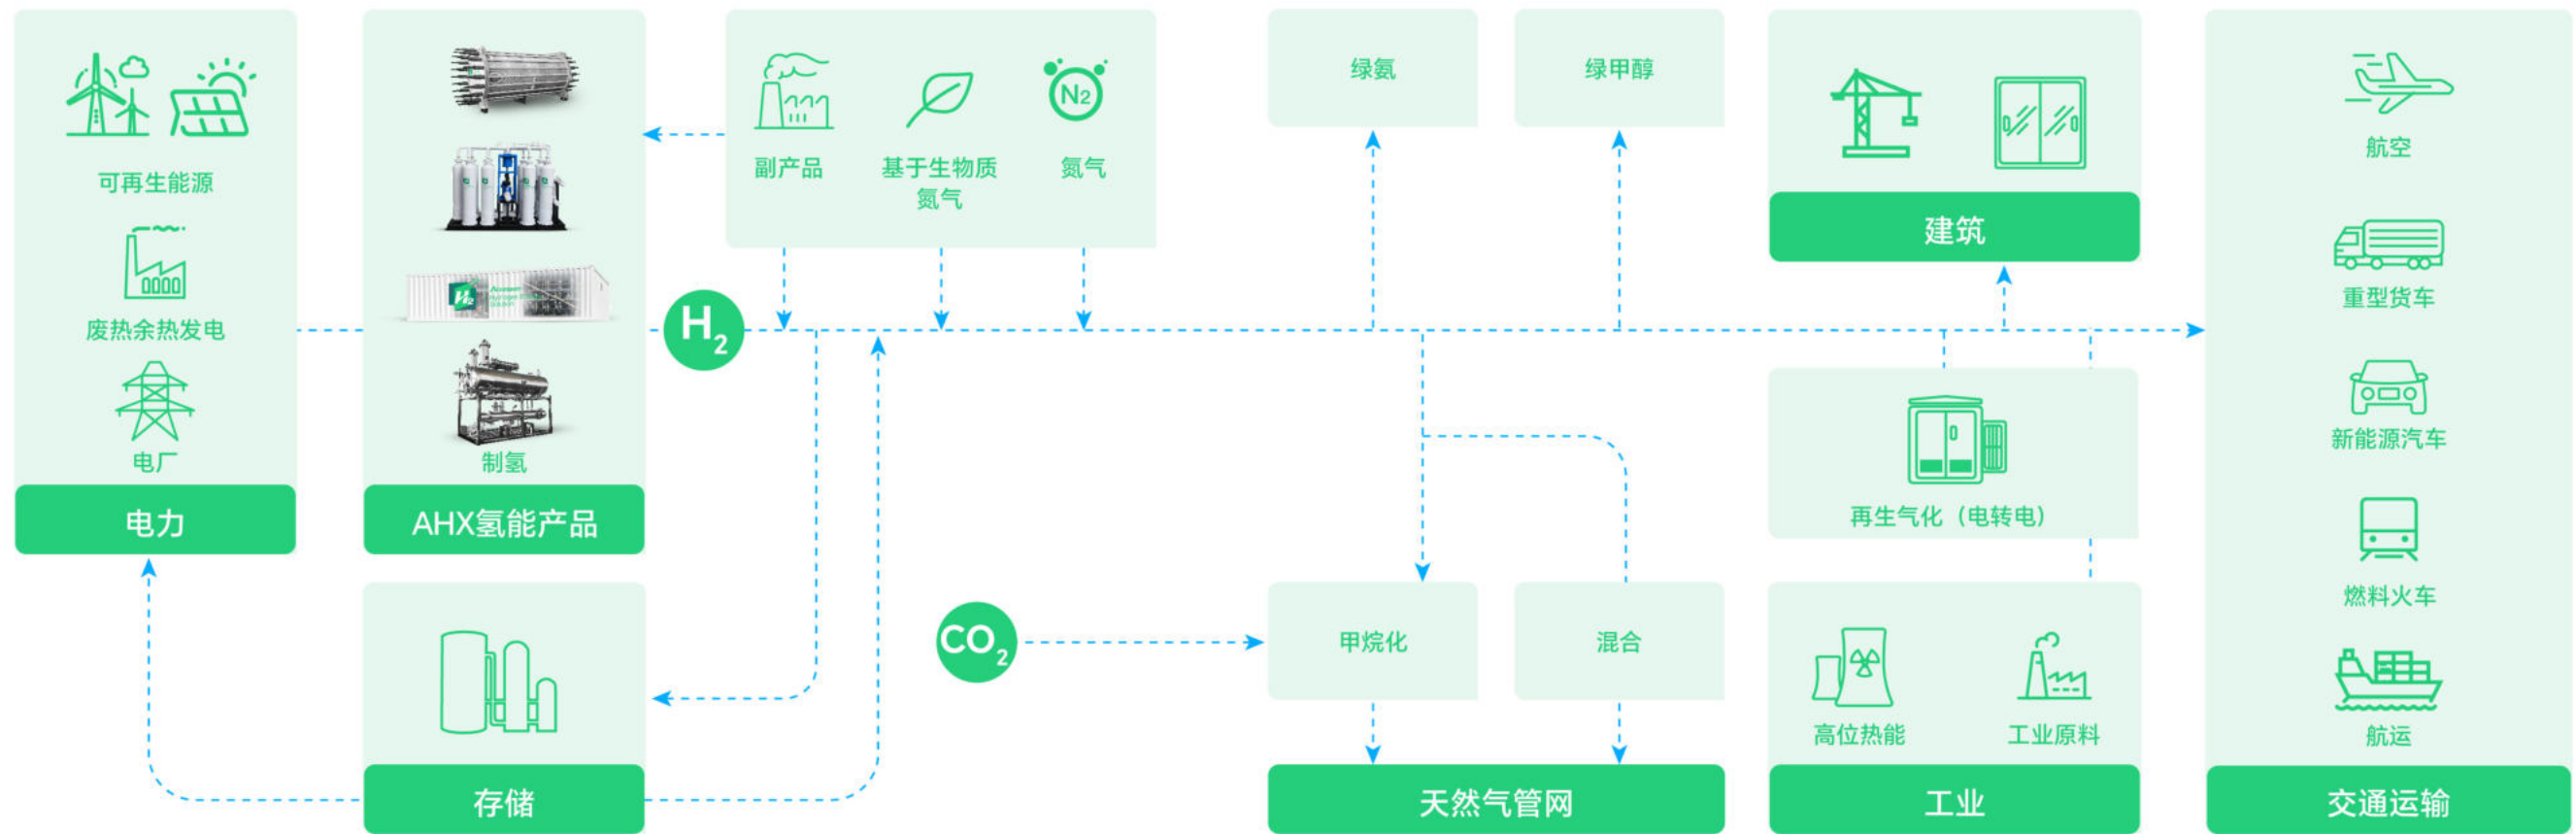 可再生能源
废热余热发电
电厂
电力
制氢
AHX氢能产品
副产品
基于生物质
氮气
N2
氮气
H2
存储
CO2
绿氨
绿甲醇
甲烷化
混合
天然气管网
建筑
再生气化（电转电）
高位热能
工业原料
工业
航空
重型货车
新能源汽车
燃料火车
航运
交通运输